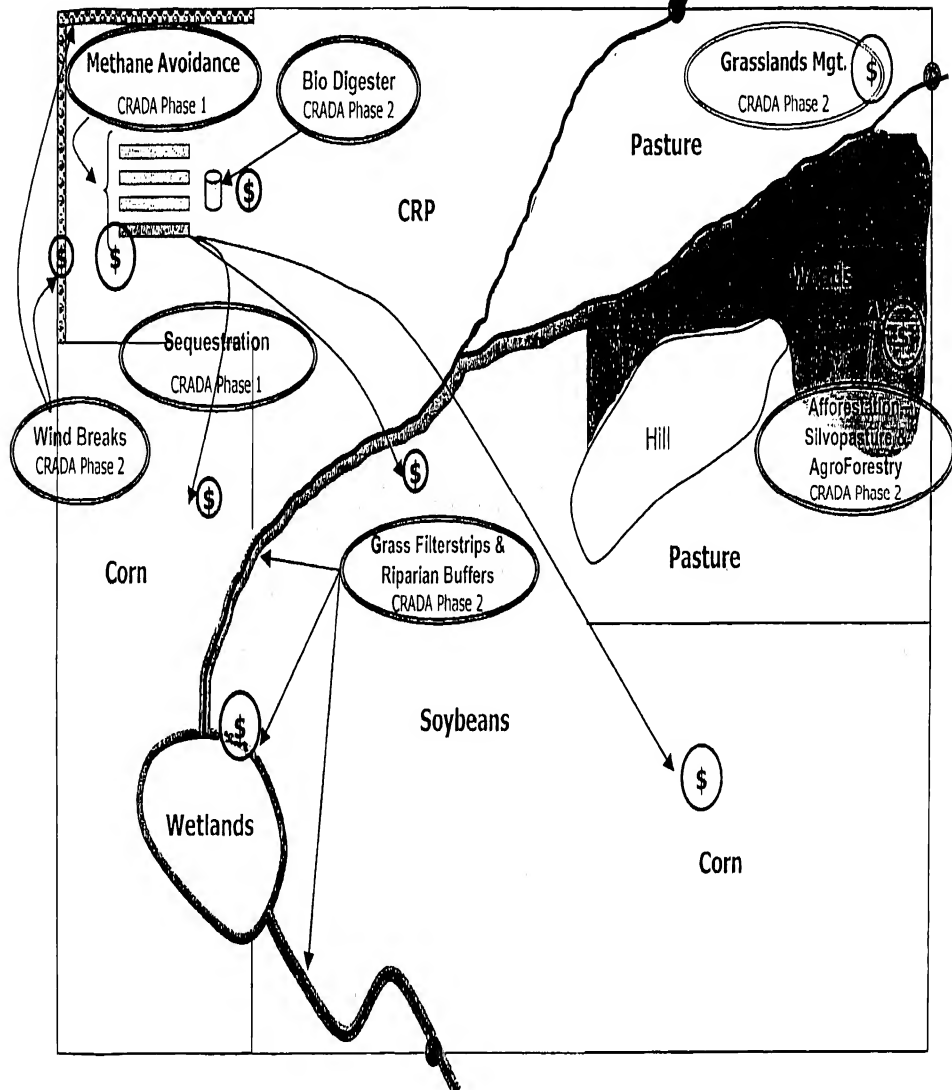 Methane Avoidance
CRADA Phase 1
Bio Digester
CRADA Phase 2
Grasslands Mgt.
$
CRADA Phase 2
Pasture
$
CRP
$
$
Woods
$
Sequestration
CRADA Phase 1
Wind Breaks
CRADA Phase 2
$
$
Hill
Afforestation
Silvopasture &
AgroForestry
CRADA Phase 2
Corn
Grass Filterstrips &
Riparian Buffers
CRADA Phase 2
Pasture
$
Soybeans
$
Wetlands
Corn